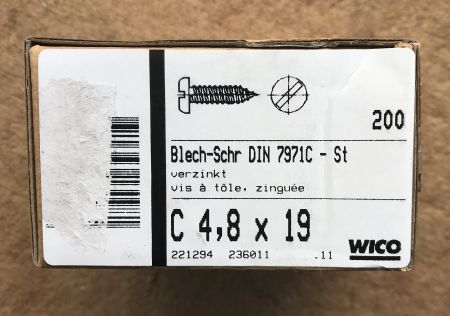 200
Blech-Schr DIN 7971C - St
verzinkt
vis à tôle, zinguée
C 4,8 x 19
WICO
221294 236011 .11